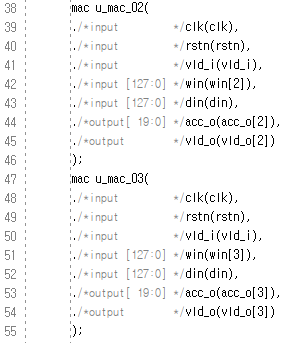 38 mac u_mac_02(
39 ./*input */clk(clk),
40 ./*input */rstn(rstn),
41 ./*input */vld_i(vld_i),
42 ./*input [127:0] */win(win[2]),
43 ./*input [127:0] */din(din),
44 ./*output[ 19:0] */acc_o(acc_o[2]),
45 ./*output */vld_o(vld_o[2])
46 );
47 mac u_mac_03(
48 ./*input */clk(clk),
49 ./*input */rstn(rstn),
50 ./*input */vld_i(vld_i),
51 ./*input [127:0] */win(win[3]),
52 ./*input [127:0] */din(din),
53 ./*output[ 19:0] */acc_o(acc_o[3]),
54 ./*output */vld_o(vld_o[3])
55 );